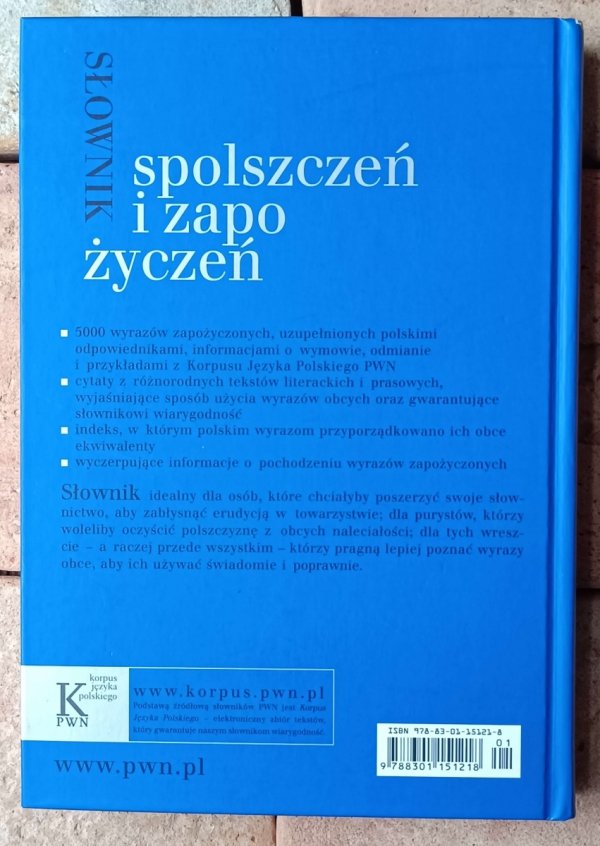 SŁOWNIK
spolszczeń
i zapo
życzeń
5000 wyrazów zapożyczonych, uzupełnionych polskimi
odpowiednikami, informacjami o wymowie, odmianie
i przykładami z Korpusu Języka Polskiego PWN
cytaty z różnorodnych tekstów literackich i prasowych,
wyjaśniające sposób użycia wyrazów obcych oraz gwarantujące
słownikowi wiarygodność
indeks, w którym polskim wyrazom przyporządkowano ich obce
ekwiwalenty
wyczerpujące informacje o pochodzeniu wyrazów zapożyczonych
Słownik idealny dla osób, które chciałyby poszerzyć swoje słow-
nictwo, aby zabłysnąć erudycją w towarzystwie; dla purystów, którzy
woleliby oczyścić polszczyznę z obcych naleciałości; dla tych wresz-
cie – a raczej przede wszystkim – którzy pragną lepiej poznać wyrazy
obce, aby ich używać świadomie i poprawnie.
korpus
języka
polskiego
K
PWN
www.korpus.pwn.pl
Podstawą źródłową słowników PWN jest Korpus
Języka Polskiego – elektroniczny zbiór tekstów,
który gwarantuje naszym słownikom wiarygodność.
www.pwn.pl
ISBN 978-83-01-15121-8
01
9 788301 151218